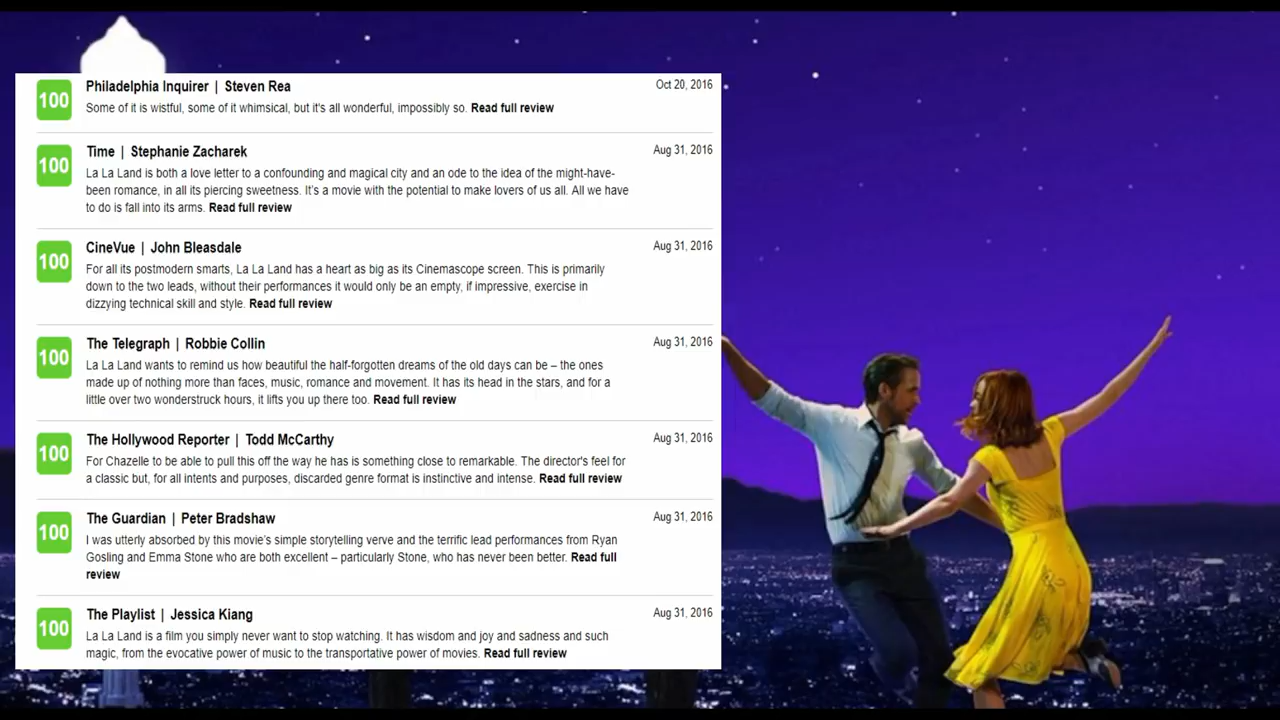 100
Philadelphia Inquirer | Steven Rea
Oct 20, 2016
Some of it is wistful, some of it whimsical, but it's all wonderful, impossibly so. Read full review
100
Time | Stephanie Zacharek
Aug 31, 2016
La La Land is both a love letter to a confounding and magical city and an ode to the idea of the might-have-
been romance, in all its piercing sweetness. It's a movie with the potential to make lovers of us all. All we have
to do is fall into its arms. Read full review
100
CineVue | John Bleasdale
Aug 31, 2016
For all its postmodern smarts, La La Land has a heart as big as its Cinemascope screen. This is primarily
down to the two leads, without their performances it would only be an empty, if impressive, exercise in
dizzying technical skill and style. Read full review
100
The Telegraph | Robbie Collin
Aug 31, 2016
La La Land wants to remind us how beautiful the half-forgotten dreams of the old days can be – the ones
made up of nothing more than faces, music, romance and movement. It has its head in the stars, and for a
little over two wonderstruck hours, it lifts you up there too. Read full review
100
The Hollywood Reporter | Todd McCarthy
Aug 31, 2016
For Chazelle to be able to pull this off the way he has is something close to remarkable. The director's feel for
a classic but, for all intents and purposes, discarded genre format is instinctive and intense. Read full review
100
The Guardian | Peter Bradshaw
Aug 31, 2016
I was utterly absorbed by this movie's simple storytelling verve and the terrific lead performances from Ryan
Gosling and Emma Stone who are both excellent – particularly Stone, who has never been better. Read full
review
100
The Playlist | Jessica Kiang
Aug 31, 2016
La La Land is a film you simply never want to stop watching. It has wisdom and joy and sadness and such
magic, from the evocative power of music to the transportative power of movies. Read full review